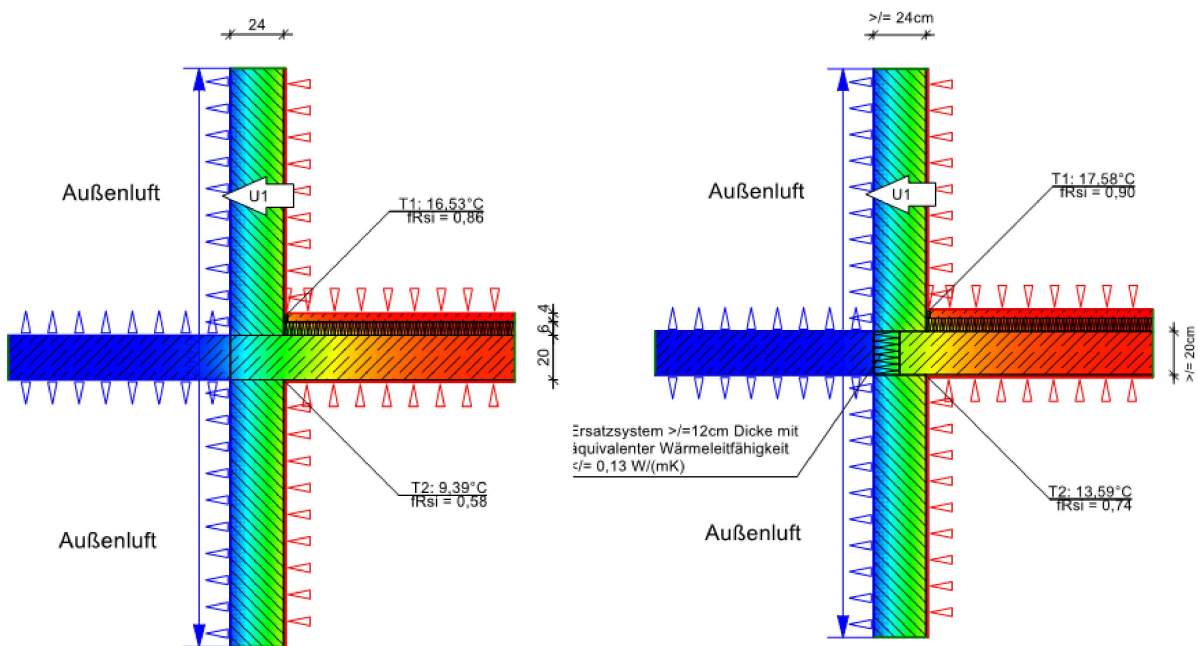 24
Außenluft
U1
T1: 16,53°C
fRsi = 0,86
4
6
20
T2: 9,39°C
fRsi = 0,58
Außenluft
>/= 24cm
Außenluft
U1
T1: 17,58°C
fRsi = 0,90
>/= 20cm
Ersatzsystem >/=12cm Dicke mit
äquivalenter Wärmeleitfähigkeit
</= 0,13 W/(mK)
T2: 13,59°C
fRsi = 0,74
Außenluft